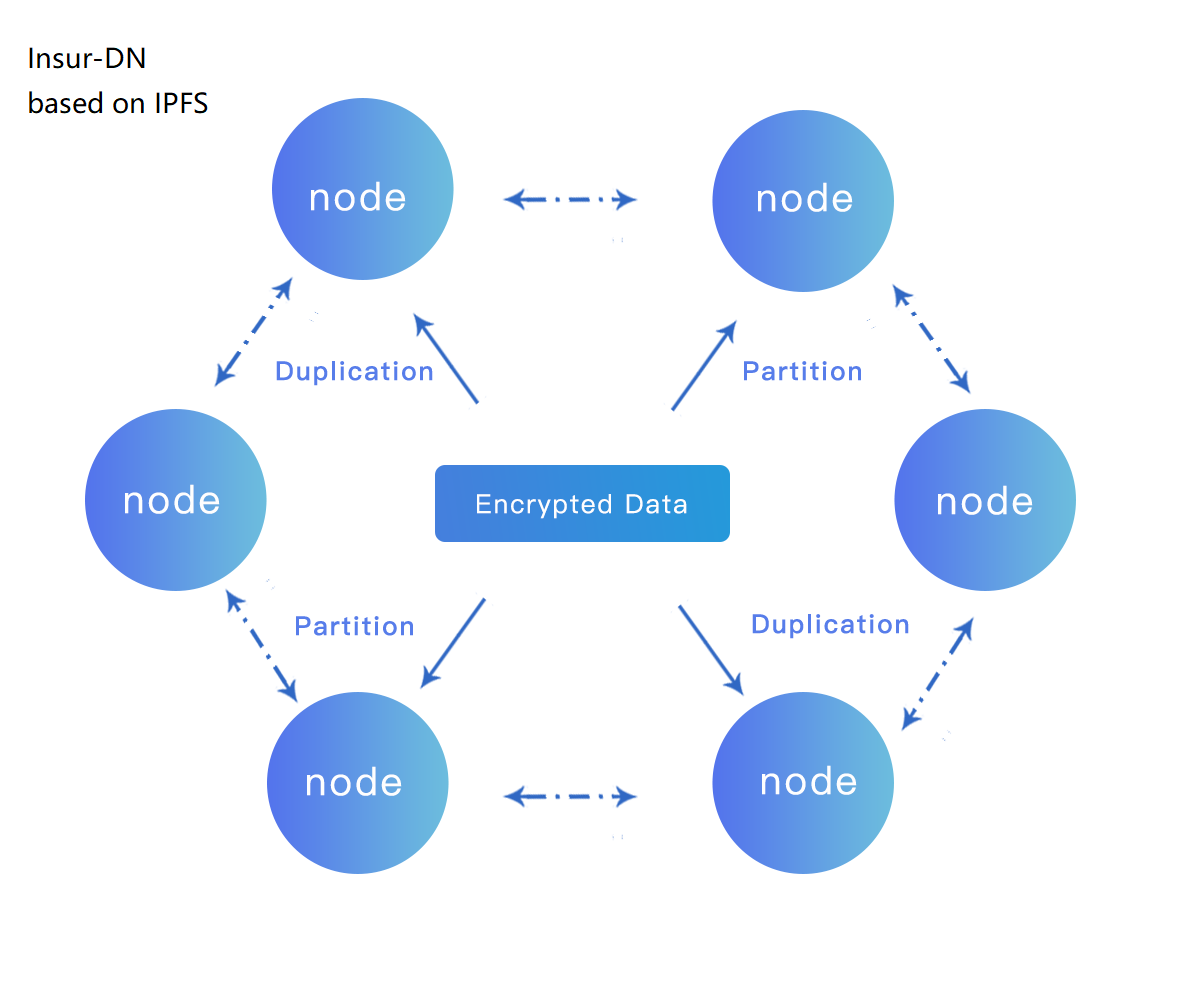 Insur-DN
based on IPFS
node
node
Duplication
Partition
node
Encrypted Data
node
Partition
Duplication
node
node